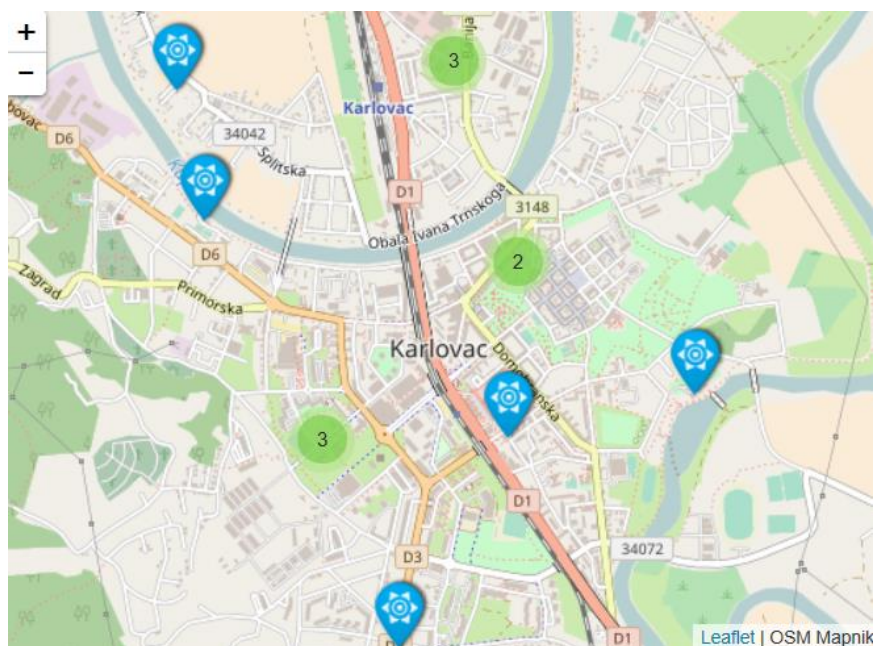 +
−
3
Banija
Karlovac
34042
D6
Splitska
D1
3148
Obala Ivana Trnskoga
D6
2
Zagrad
Primorska
Karlovac
3
D1
34072
D3
D1
Leaflet | OSM Mapnik